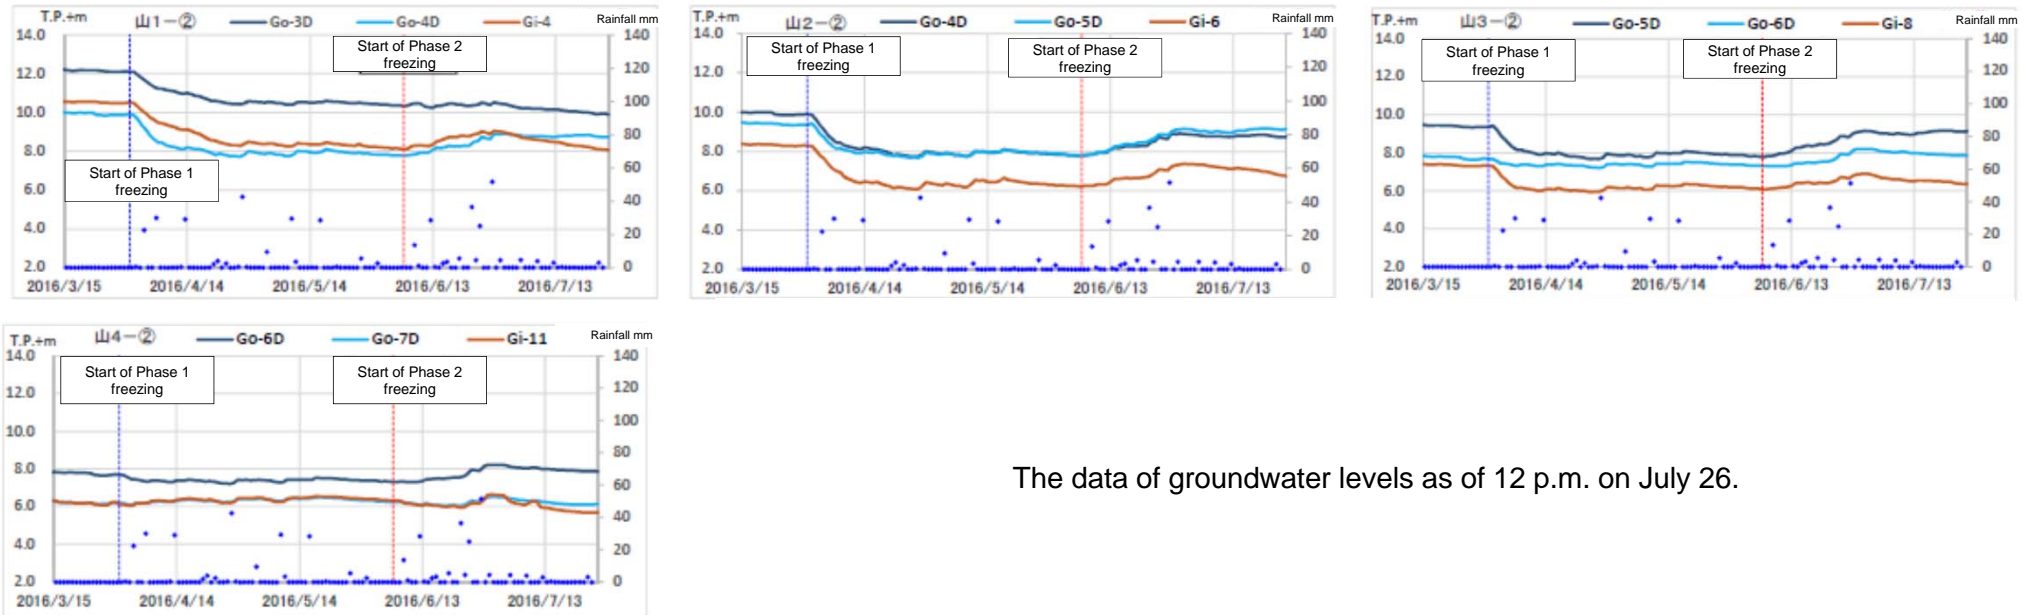 T.P.+m 山1-② Go-3D Go-4D Gi-4 Rainfall mm
14.0 140
Start of Phase 2
freezing
12.0 120
10.0 100
8.0 80
Start of Phase 1
freezing
6.0 60
4.0 40
20
2.0 0
2016/3/15 2016/4/14 2016/5/14 2016/6/13 2016/7/13
T.P.+m 山2-② Go-4D Go-5D Gi-6 Rainfall mm
14.0 140
Start of Phase 1
freezing
Start of Phase 2
freezing
12.0 120
10.0 100
8.0 80
6.0 60
4.0 40
20
2.0 0
2016/3/15 2016/4/14 2016/5/14 2016/6/13 2016/7/13
T.P.+m 山3-② Go-5D Go-6D Gi-8 Rainfall mm
14.0 140
Start of Phase 1
freezing
Start of Phase 2
freezing
12.0 120
10.0 100
8.0 80
6.0 60
4.0 40
20
2.0 0
2016/3/15 2016/4/14 2016/5/14 2016/6/13 2016/7/13
T.P.+m 山4-② Go-6D Go-7D Gi-11 Rainfall mm
14.0 140
Start of Phase 1
freezing
Start of Phase 2
freezing
12.0 120
10.0 100
80
8.0
60
6.0
4.0 40
20
2.0 0
2016/3/15 2016/4/14 2016/5/14 2016/6/13 2016/7/13
The data of groundwater levels as of 12 p.m. on July 26.